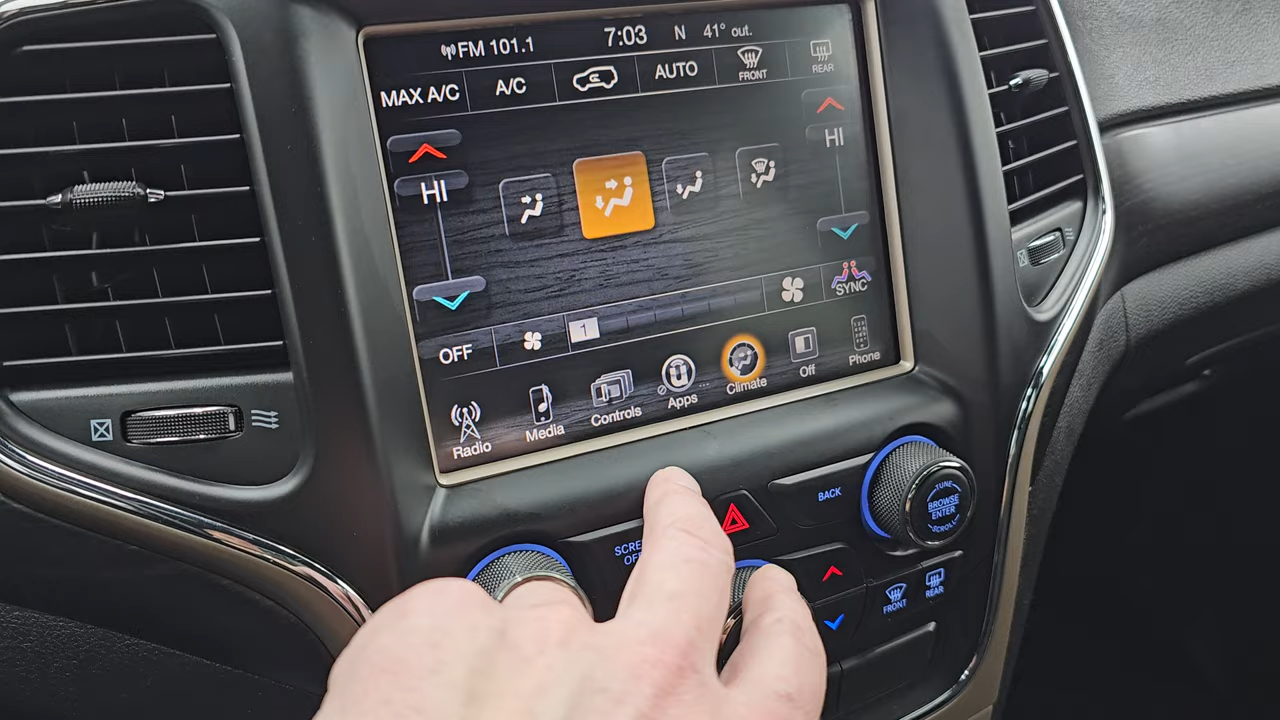 FM 101.1 7:03 N 41° out.
MAX A/C A/C AUTO FRONT REAR
HI HI
OFF 1 SYNC
Radio Media Controls Apps Climate Off Phone
BACK
TUNE
BROWSE
ENTER
SCROLL
FRONT REAR